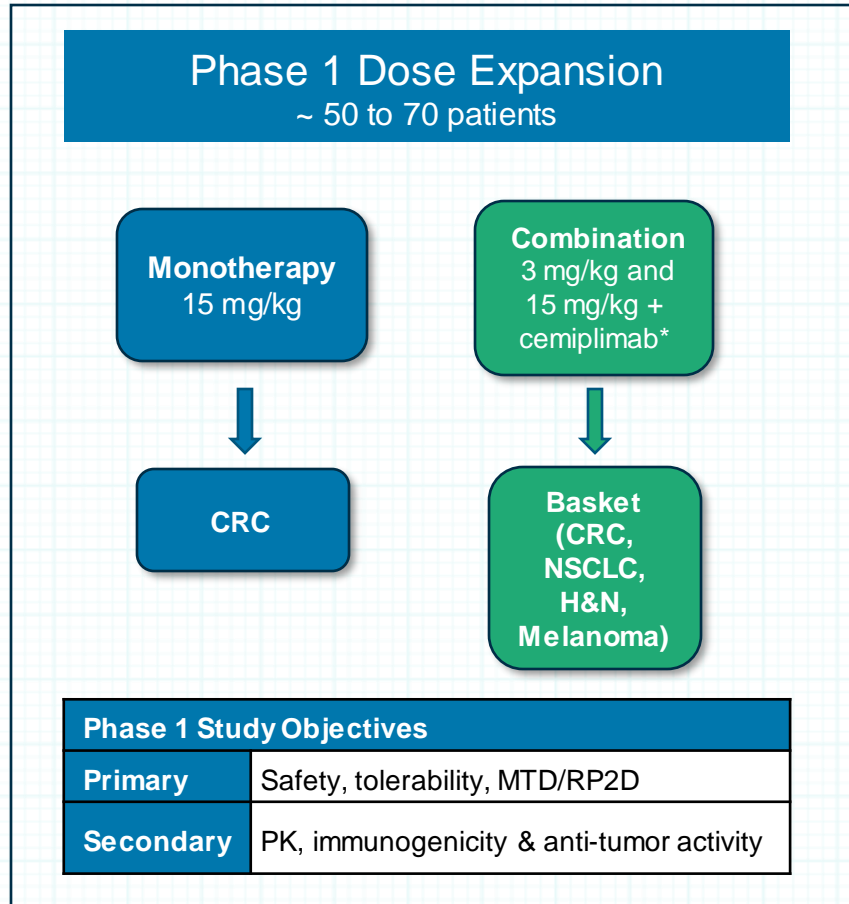 Phase 1 Dose Expansion
~ 50 to 70 patients
Monotherapy
15 mg/kg
Combination
3 mg/kg and
15 mg/kg +
cemiplimab*
CRC
Basket
(CRC,
NSCLC,
H&N,
Melanoma)
Phase 1 Study Objectives
Primary Safety, tolerability, MTD/RP2D
Secondary PK, immunogenicity & anti-tumor activity